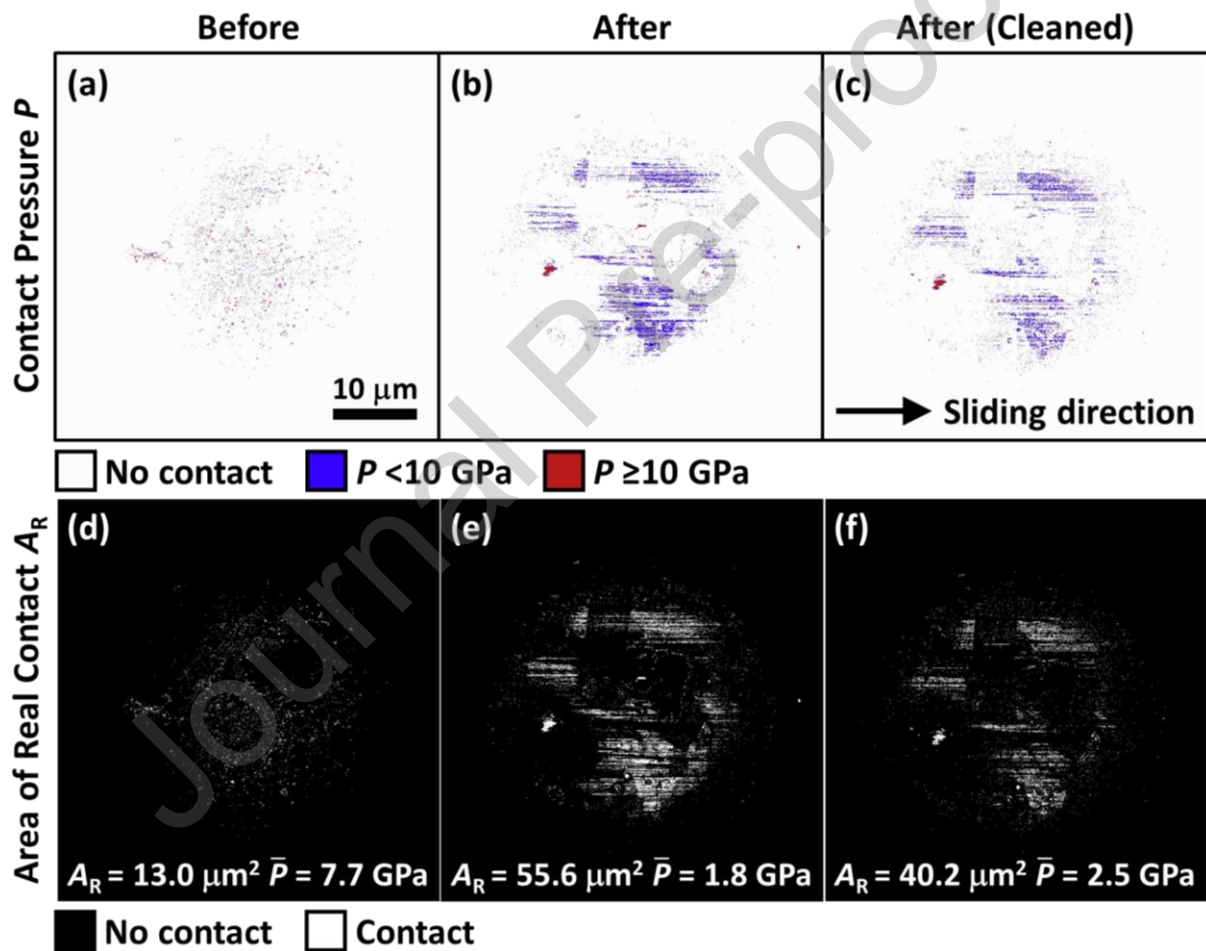 Before After After (Cleaned)
Contact Pressure P
(a) (b) (c)
10 μm
Sliding direction
No contact P <10 GPa P ≥10 GPa
Area of Real Contact A_R
(d) (e) (f)
A_R = 13.0 μm² P̄ = 7.7 GPa A_R = 55.6 μm² P̄ = 1.8 GPa A_R = 40.2 μm² P̄ = 2.5 GPa
No contact Contact
Journal Pre-proo